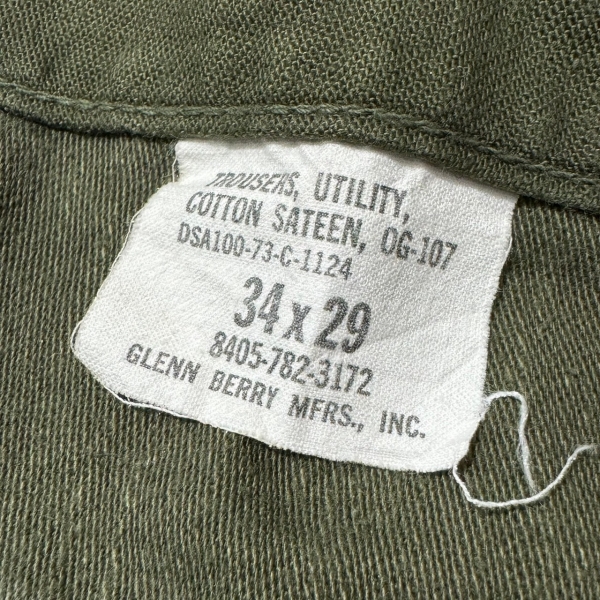 TROUSERS, UTILITY,
COTTON SATEEN, OG-107
DSA100-73-C-1124
34 x 29
8405-782-3172
GLENN BERRY MFRS., INC.